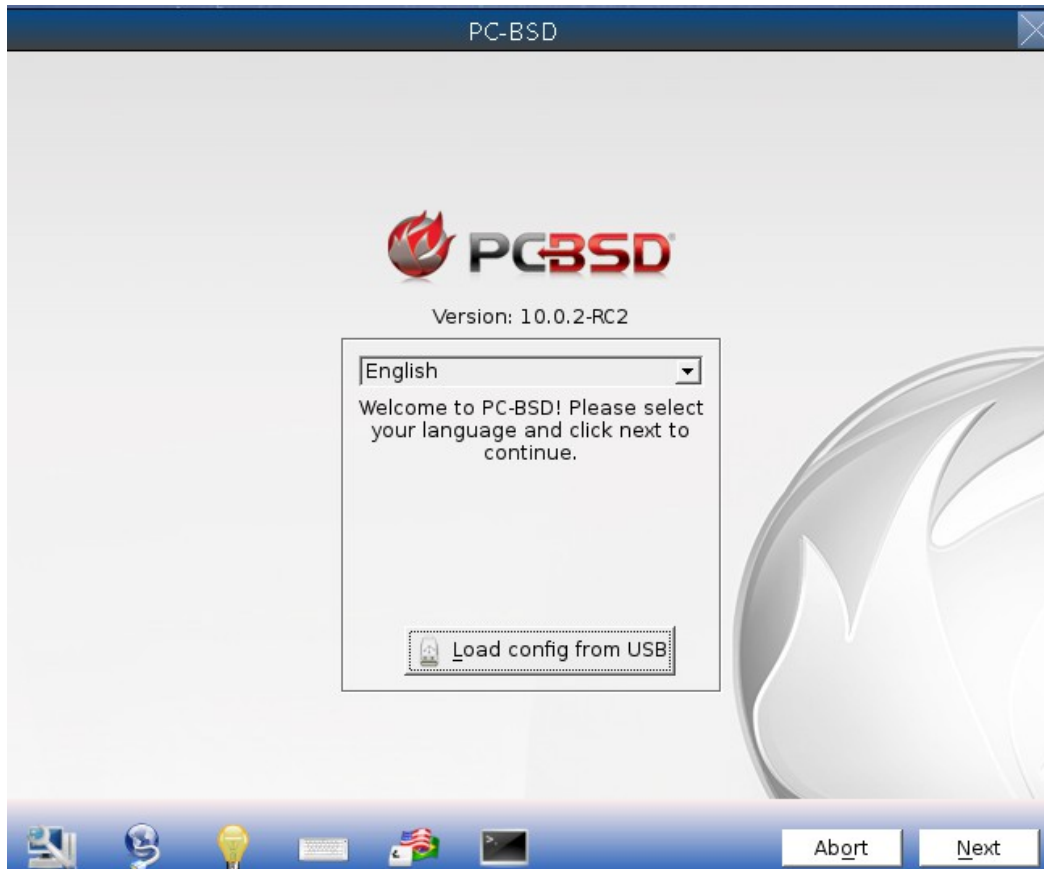 PC-BSD
PCBSD
Version: 10.0.2-RC2
English
Welcome to PC-BSD! Please select
your language and click next to
continue.
Load config from USB
Abort
Next